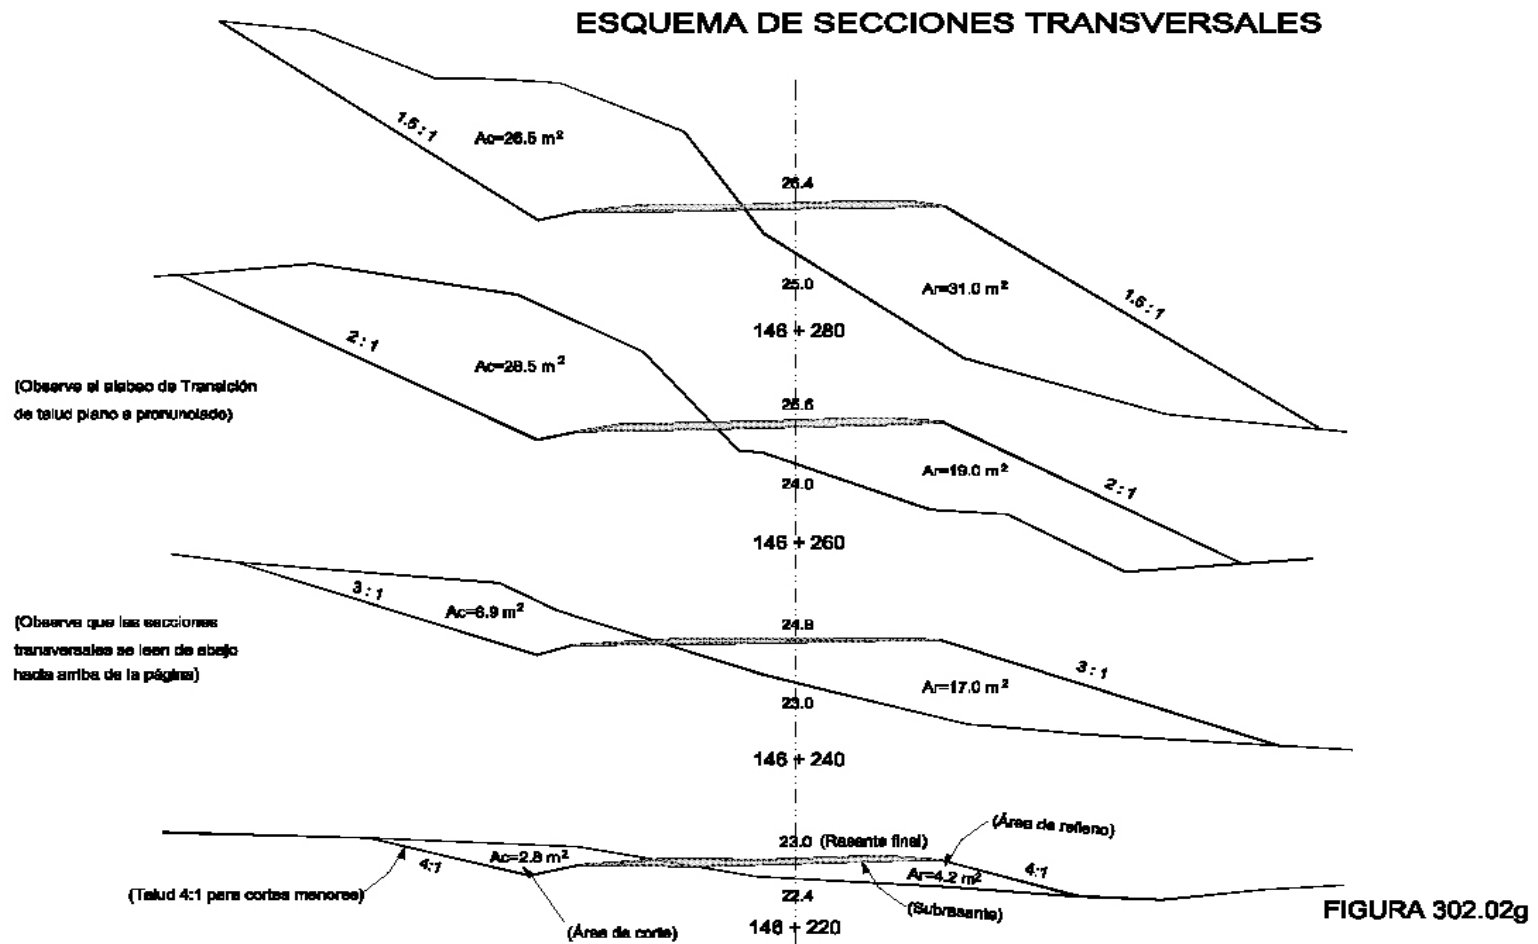 ESQUEMA DE SECCIONES TRANSVERSALES
1.5 : 1
Ac=26.5 m²
26.4
Ar=31.0 m²
1.5 : 1
25.0
146 + 280
2 : 1
Ac=28.5 m²
(Observe el alabeo de Transición
de talud plano a pronunciado)
25.6
Ar=19.0 m²
2 : 1
24.0
146 + 260
3 : 1
Ac=6.9 m²
(Observe que las secciones
transversales se leen de abajo
hacia arriba de la página)
24.8
Ar=17.0 m²
3 : 1
23.0
146 + 240
23.0 (Rasante final)
(Área de relleno)
4:1
Ac=2.8 m²
Ar=4.2 m²
4:1
(Talud 4:1 para cortes menores)
22.4
(Subrasante)
(Área de corte)
146 + 220
FIGURA 302.02g